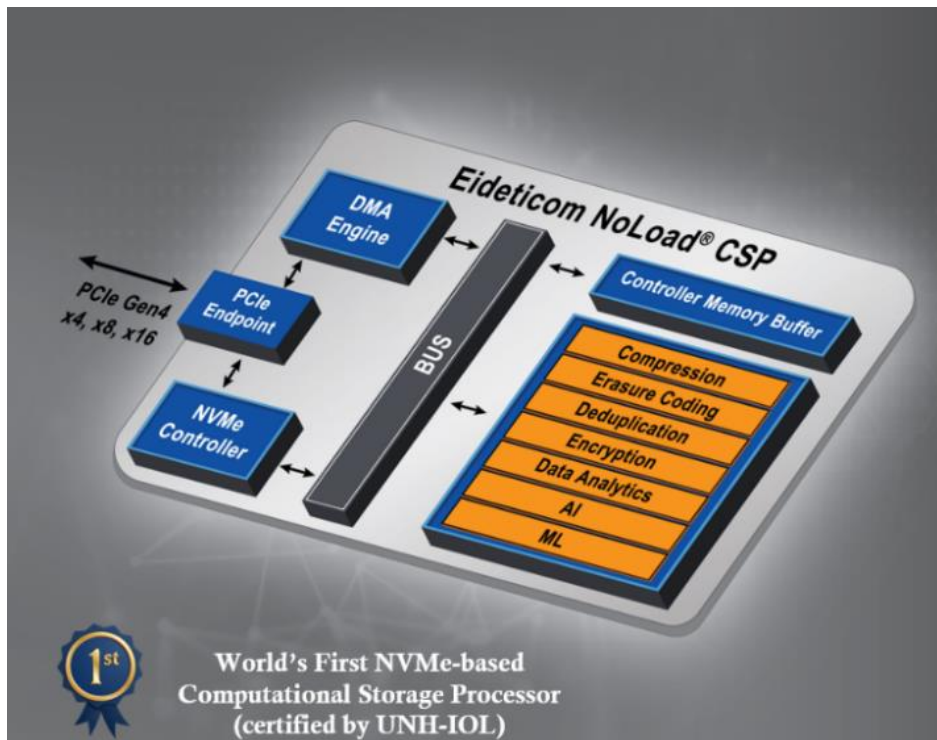 Eideticom NoLoad® CSP
DMA
Engine
PCIe
Endpoint
PCIe Gen4
x4, x8, x16
NVMe
Controller
BUS
Controller Memory Buffer
Compression
Erasure Coding
Deduplication
Encryption
Data Analytics
AI
ML
1st
World's First NVMe-based
Computational Storage Processor
(certified by UNH-IOL)